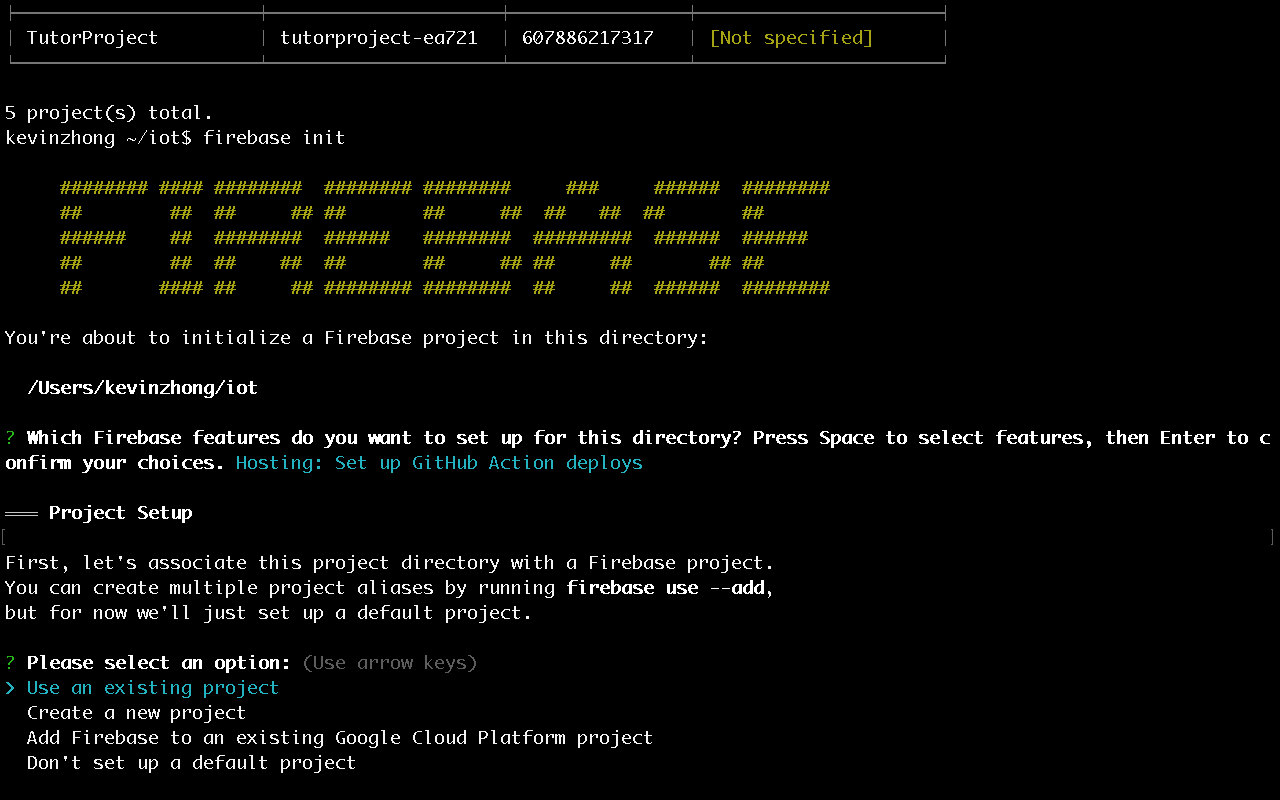 TutorProject │ tutorproject-ea721 │ 607886217317 │ [Not specified]
5 project(s) total.
kevinzhong ~/iot$ firebase init
######## #### ########  ######## ########     ###     ######  ########
##        ##  ##     ## ##       ##     ##  ##   ##  ##       ##
######    ##  ########  ######   ########  #########  ######  ######
##        ##  ##    ##  ##       ##     ## ##     ##       ## ##
##       #### ##     ## ######## ########  ##     ##  ######  ########
You're about to initialize a Firebase project in this directory:
/Users/kevinzhong/iot
? Which Firebase features do you want to set up for this directory? Press Space to select features, then Enter to c
onfirm your choices. Hosting: Set up GitHub Action deploys
=== Project Setup
[ ]
First, let's associate this project directory with a Firebase project.
You can create multiple project aliases by running firebase use --add,
but for now we'll just set up a default project.
? Please select an option: (Use arrow keys)
❯ Use an existing project
Create a new project
Add Firebase to an existing Google Cloud Platform project
Don't set up a default project